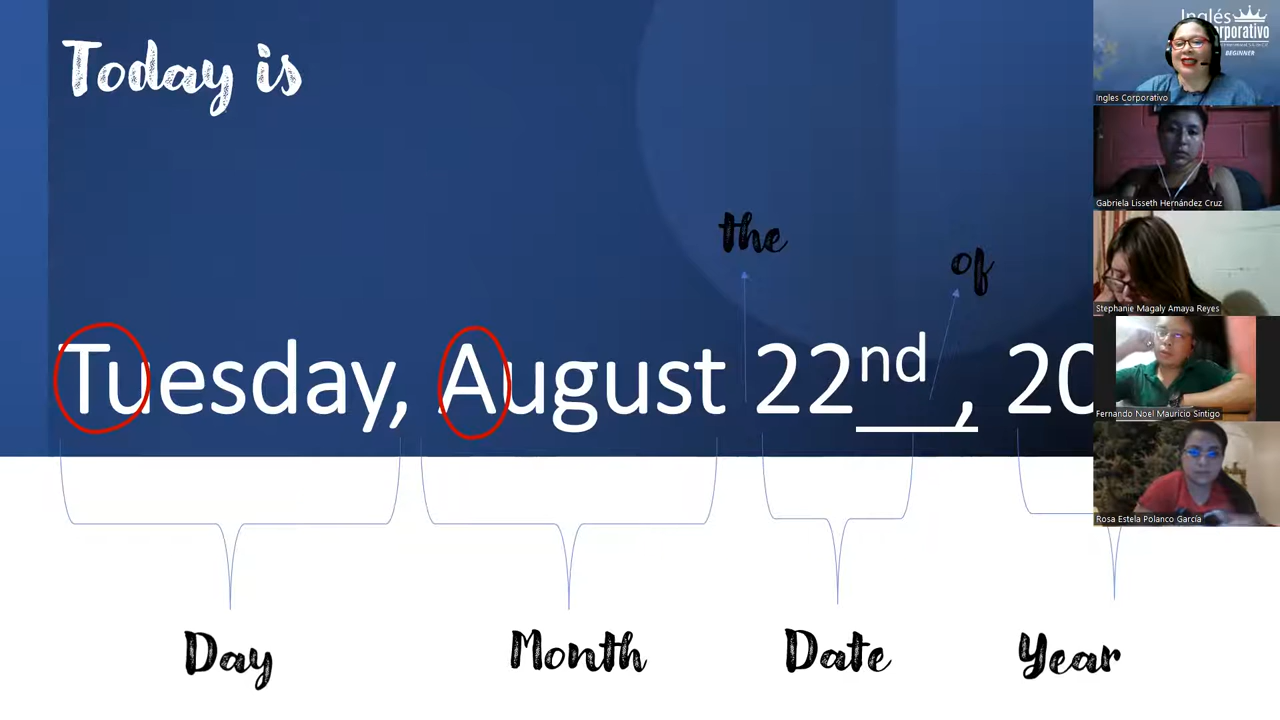 Today is
the
of
Tuesday, August 22nd, 20
Day
Month
Date
Year
Inglés
Corporativo
BEGINNER
Ingles Corporativo
Gabriela Lisseth Hernández Cruz
Stephanie Magaly Amaya Reyes
Fernando Noel Mauricio Sintigo
Rosa Estela Polanco García